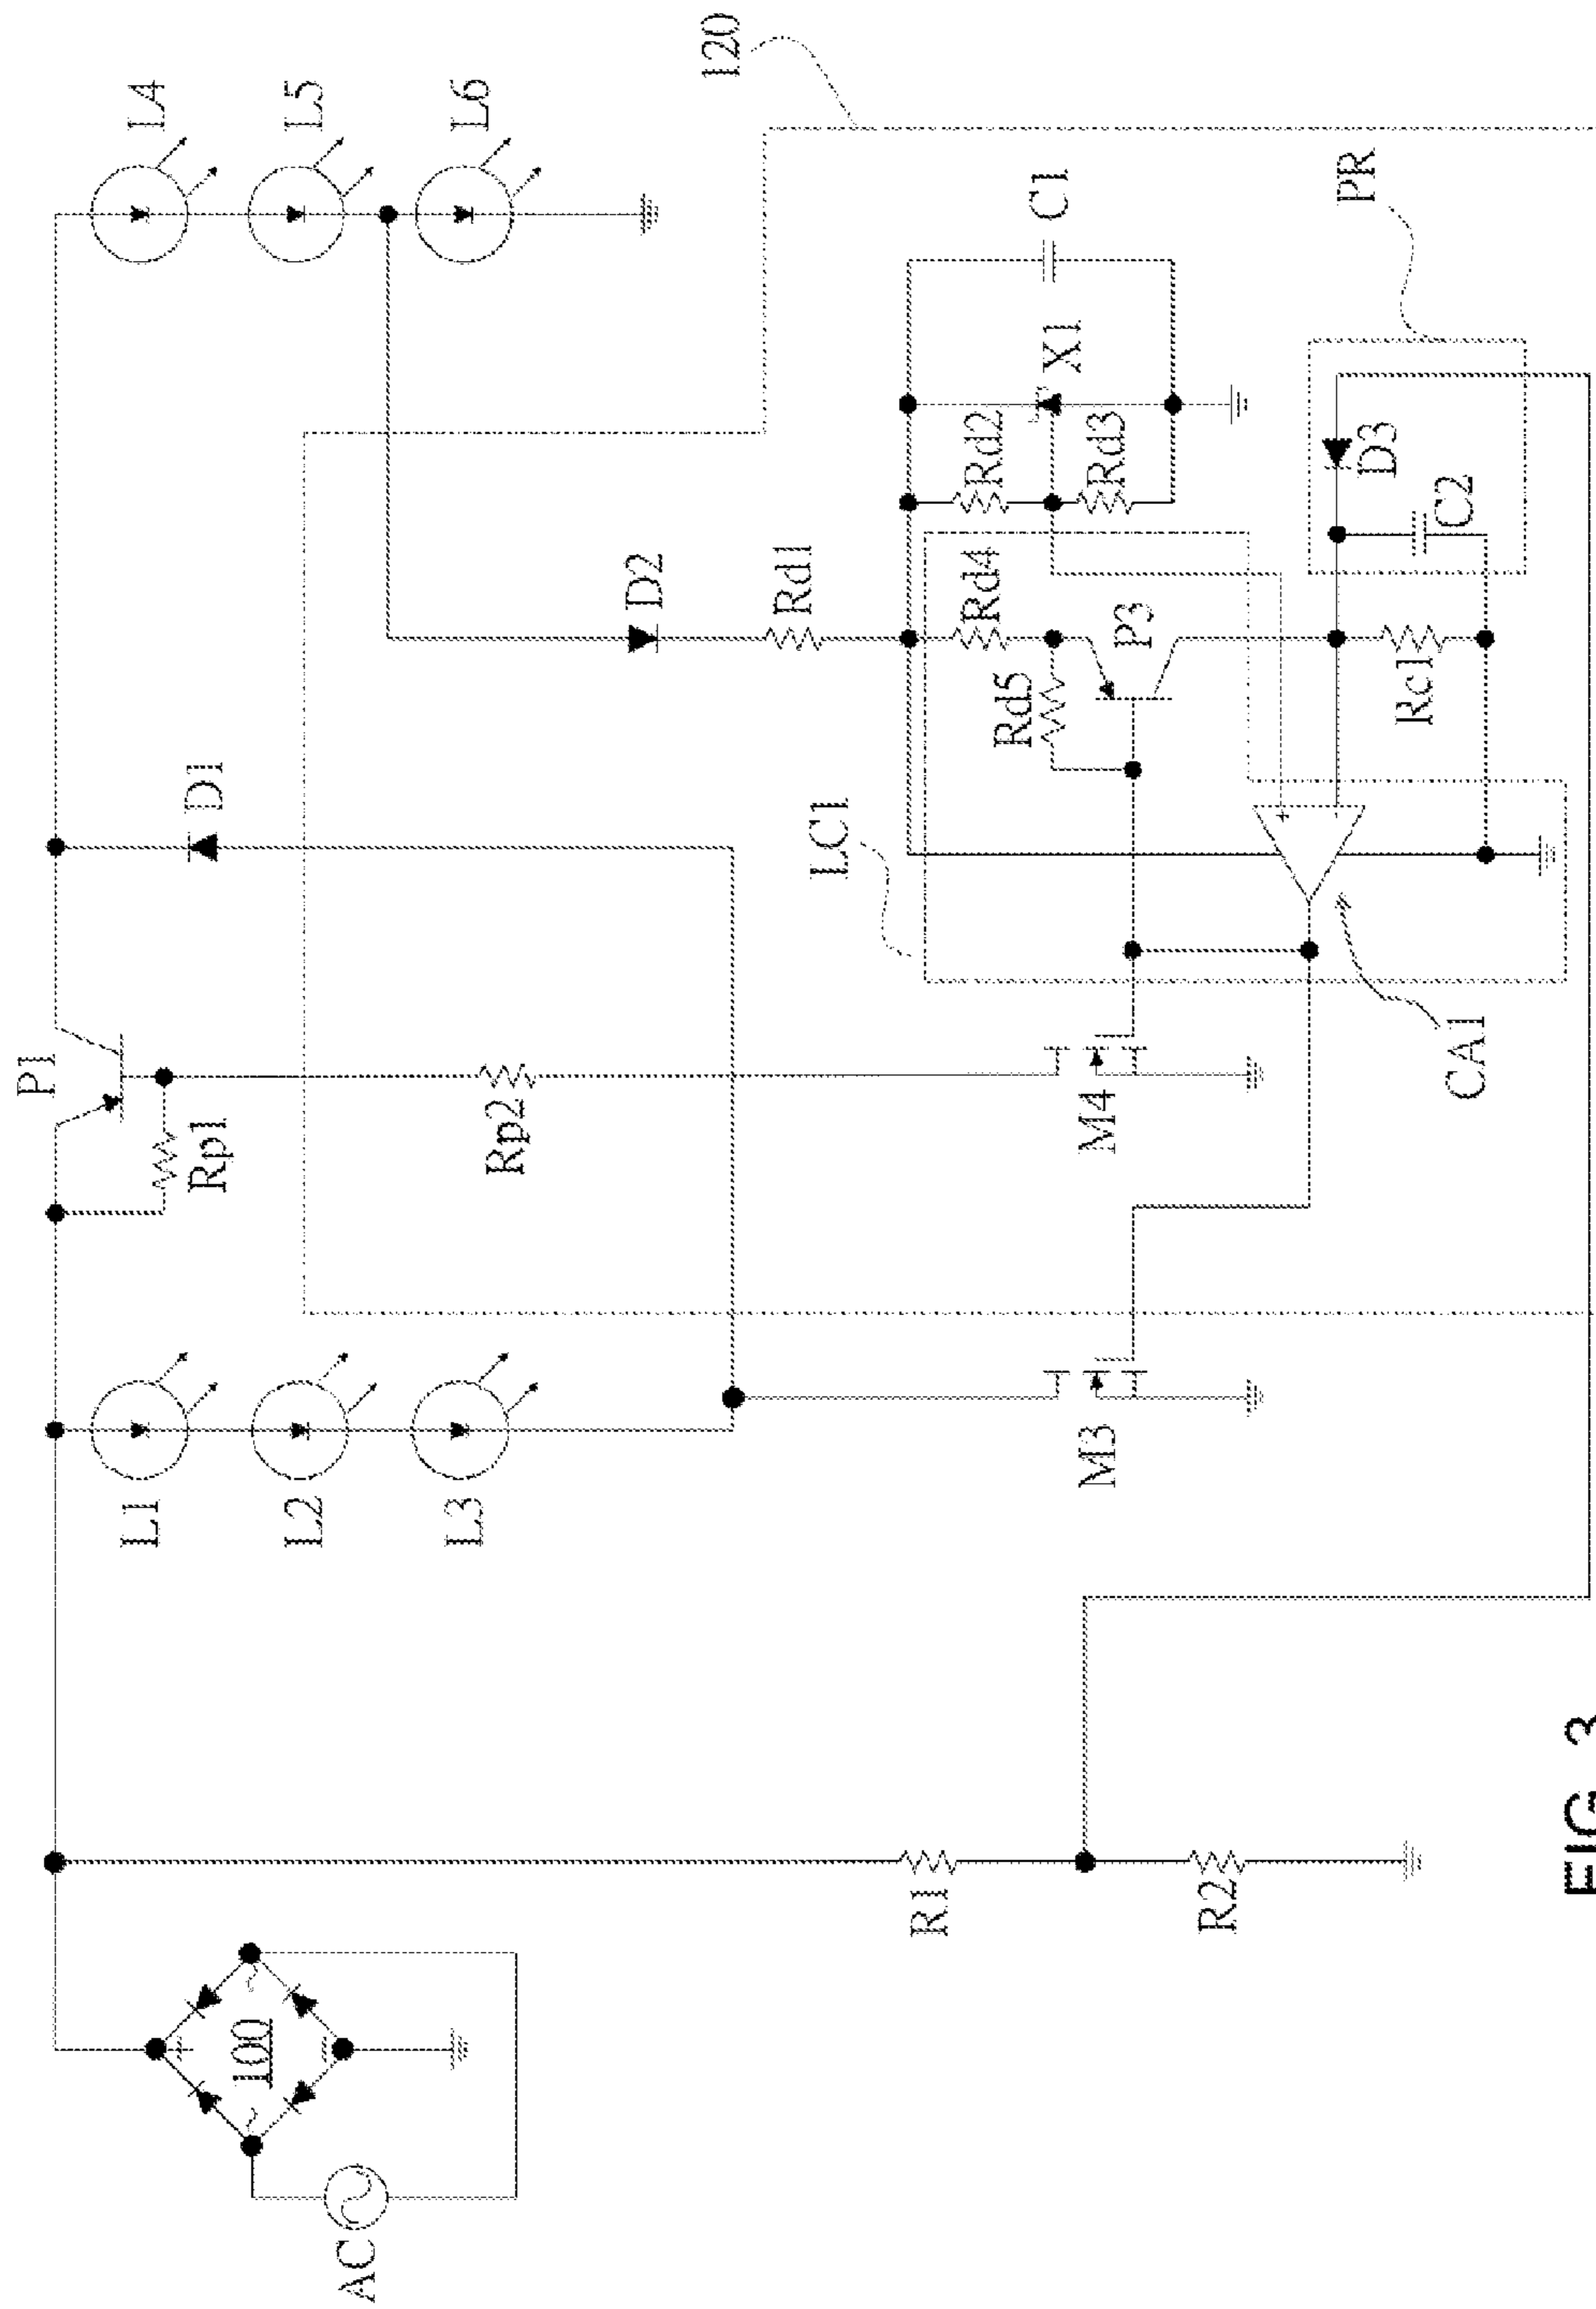 120
L4
L5
L6
PR
C1
X1
Rd2
Rd3
D3
C2
D2
Rd1
Rd4
P3
Rd5
Rc1
D1
LC1
P1
Rp1
Rp2
M4
CA1
L1
L2
L3
M3
R1
R2
100
AC
FIG. 3